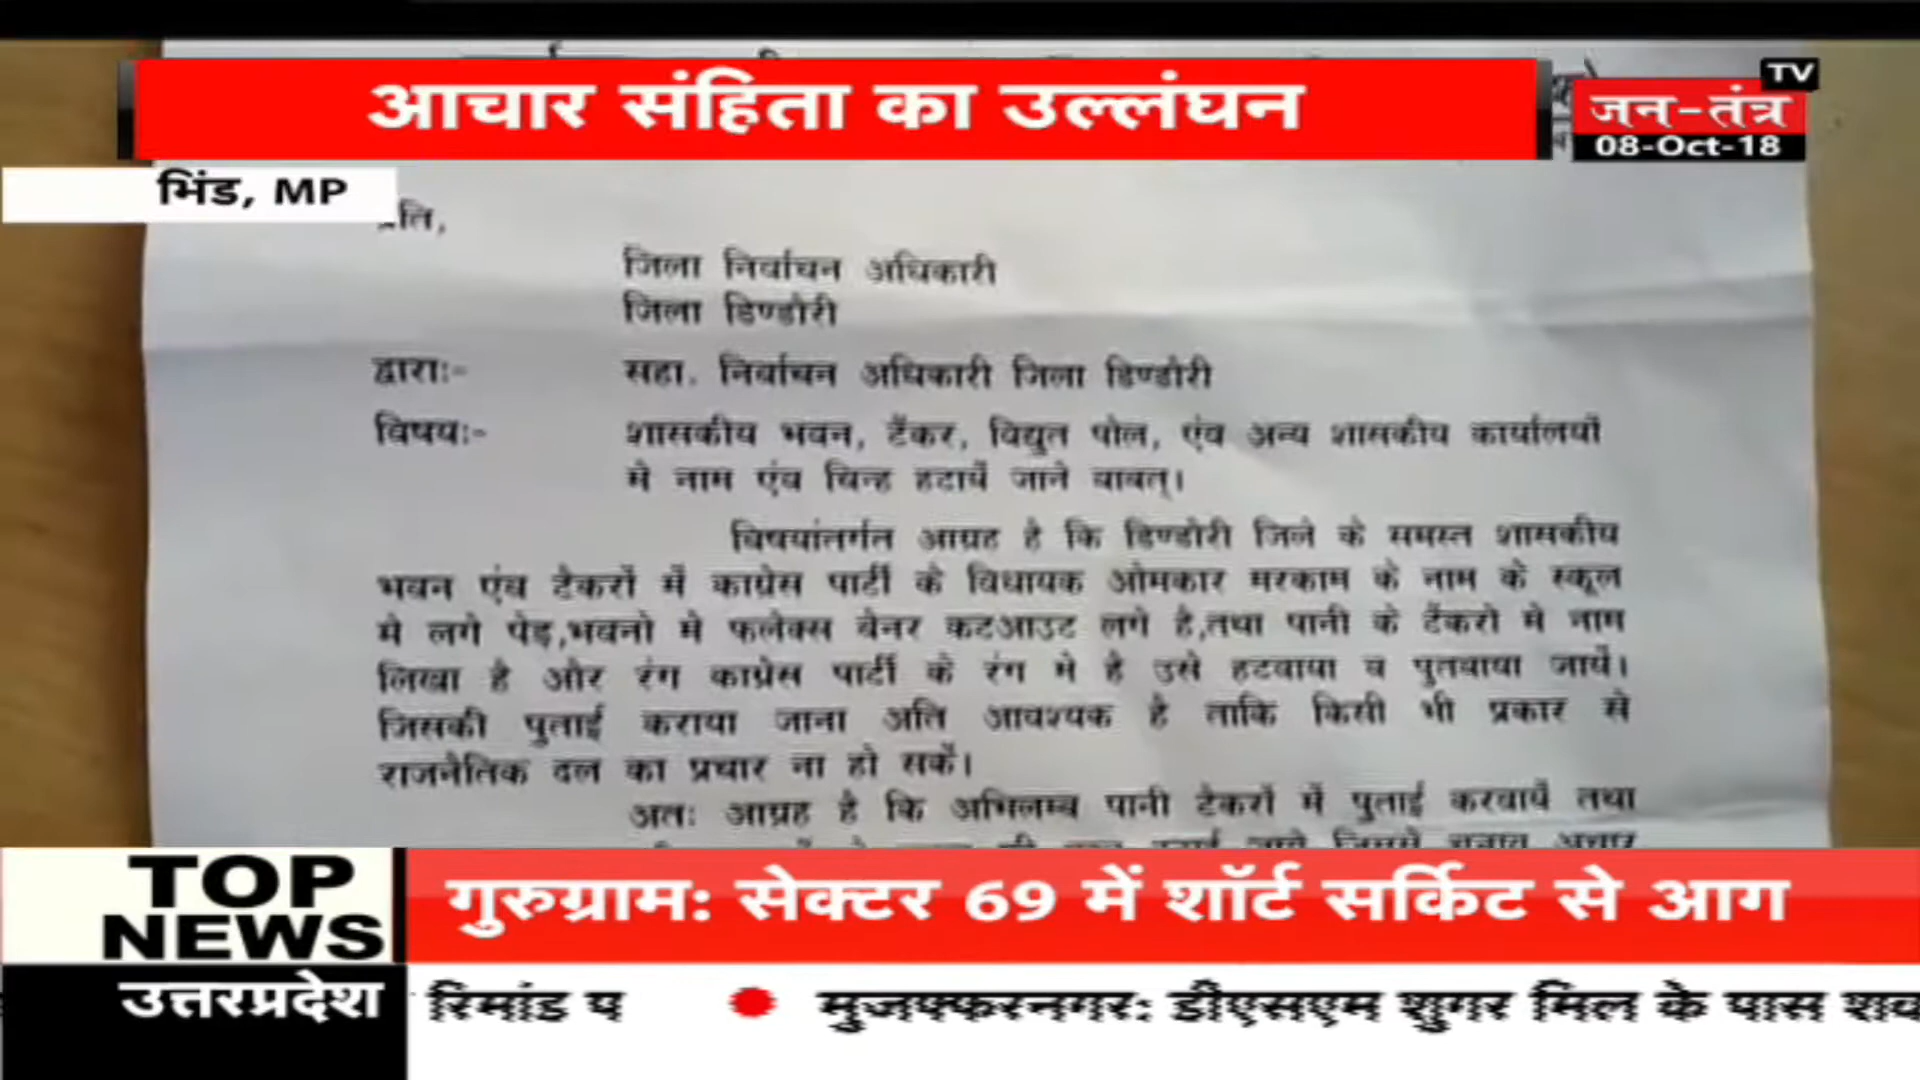 आचार संहिता का उल्लंघन
TV
जन-तंत्र
08-Oct-18
भिंड, MP
जिला निर्वाचन अधिकारी
जिला डिण्डौरी
द्वाराः-
सहा. निर्वाचन अधिकारी जिला डिण्डौरी
विषयः-
शासकीय भवन, टैंकर, विद्युत पोल, एंव अन्य शासकीय कार्यालयों
मे नाम एंव चिन्ह हटायें जाने बाबत्।
विषयांतर्गत आग्रह है कि डिण्डोरी जिले के समस्त शासकीय
भवन एंव टैकरों में काग्रेस पार्टी के विधायक ओमकार मरकाम के नाम के स्कूल
मे लगे पेड़,भवनो मे फलेक्स बेनर कटआउट लगे है,तथा पानी के टैंकरो मे नाम
लिखा है और रंग काग्रेस पार्टी के रंग मे है उसे हटवाया व पुतवाया जायें।
जिसकी पुताई कराया जाना अति आवश्यक है ताकि किसी भी प्रकार से
राजनैतिक दल का प्रचार ना हो सकें।
अतः आग्रह है कि अभिलम्ब पानी टैकरों में पुताई करवायें तथा
TOP
NEWS
गुरुग्राम: सेक्टर 69 में शॉर्ट सर्किट से आग
उत्तरप्रदेश
रिमांड प
मुजफ्फरनगर: डीएसएम शुगर मिल के पास शव